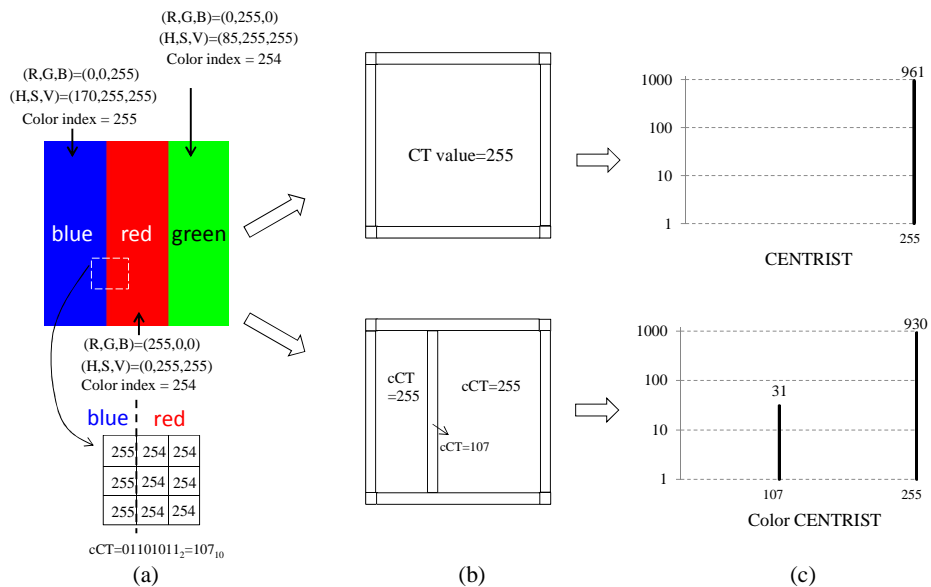 (R,G,B)=(0,255,0)
(H,S,V)=(85,255,255)
Color index = 254
(R,G,B)=(0,0,255)
(H,S,V)=(170,255,255)
Color index = 255
blue
red
green
(R,G,B)=(255,0,0)
(H,S,V)=(0,255,255)
Color index = 254
blue red
255 254 254
255 254 254
255 254 254
cCT=01101011₂=107₁₀
(a)
CT value=255
cCT
=255
cCT=255
cCT=107
(b)
961
1000
100
10
1
255
CENTRIST
930
1000
100
31
10
1
107 255
Color CENTRIST
(c)